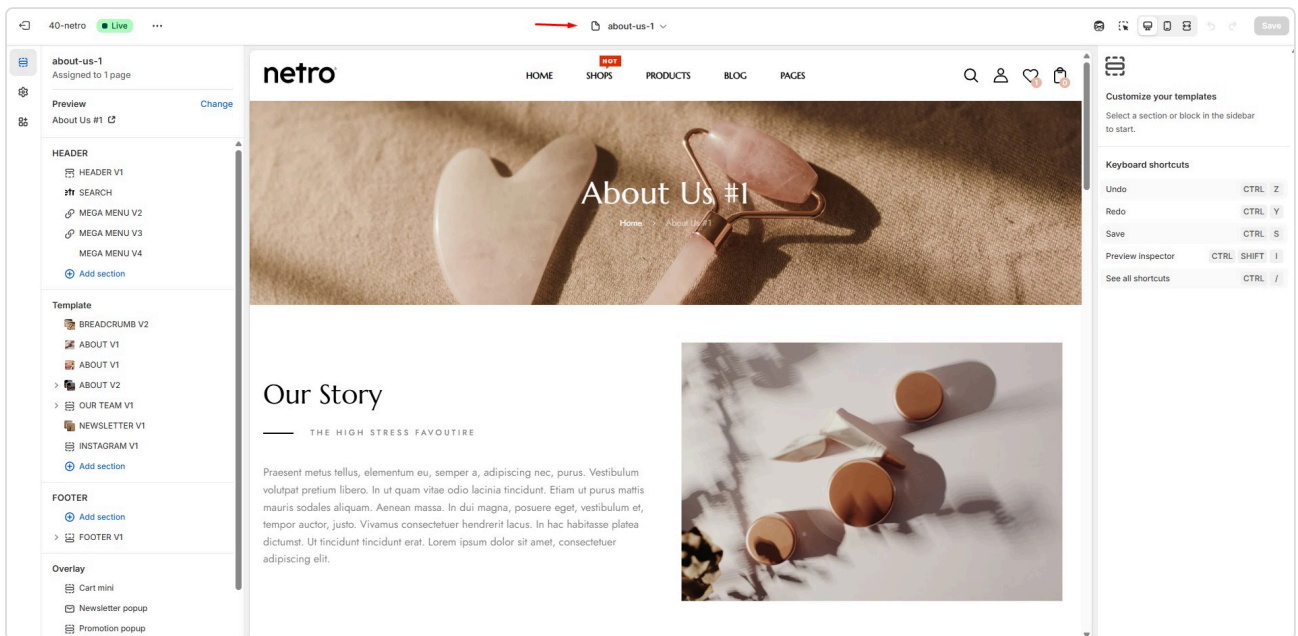 40-netro
Live
about-us-1
Save
about-us-1
Assigned to 1 page
Preview
Change
About Us #1
HEADER
HEADER V1
SEARCH
MEGA MENU V2
MEGA MENU V3
MEGA MENU V4
Add section
Template
BREADCRUMB V2
ABOUT V1
ABOUT V1
ABOUT V2
OUR TEAM V1
NEWSLETTER V1
INSTAGRAM V1
Add section
FOOTER
Add section
FOOTER V1
Overlay
Cart mini
Newsletter popup
Promotion popup
netro
HOME
HOT
SHOPS
PRODUCTS
BLOG
PAGES
1
0
About Us #1
Home > About Us #1
Our Story
THE HIGH STRESS FAVOUTIRE
Praesent metus tellus, elementum eu, semper a, adipiscing nec, purus. Vestibulum
volutpat pretium libero. In ut quam vitae odio lacinia tincidunt. Etiam ut purus mattis
mauris sodales aliquam. Aenean massa. In dui magna, posuere eget, vestibulum et,
tempor auctor, justo. Vivamus consectetuer hendrerit lacus. In hac habitasse platea
dictumst. Ut tincidunt tincidunt erat. Lorem ipsum dolor sit amet, consectetuer
adipiscing elit.
Customize your templates
Select a section or block in the sidebar
to start.
Keyboard shortcuts
Undo CTRL Z
Redo CTRL Y
Save CTRL S
Preview inspector CTRL SHIFT I
See all shortcuts CTRL /